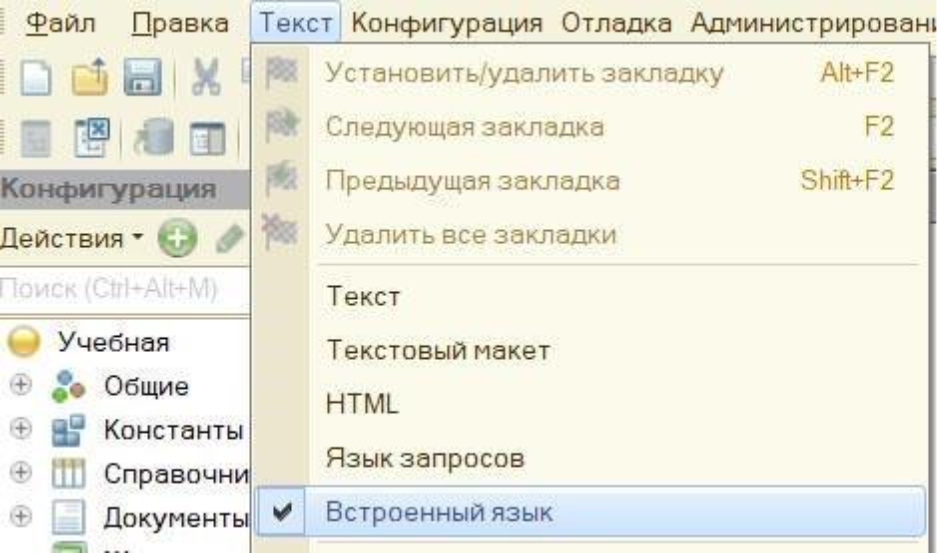 Файл Правка Текст Конфигурация Отладка Администрировани
Установить/удалить закладку Alt+F2
Следующая закладка F2
Предыдущая закладка Shift+F2
Удалить все закладки
Текст
Текстовый макет
HTML
Язык запросов
Встроенный язык
Конфигурация
Действия
Поиск (Ctrl+Alt+M)
Учебная
Общие
Константы
Справочни
Документы